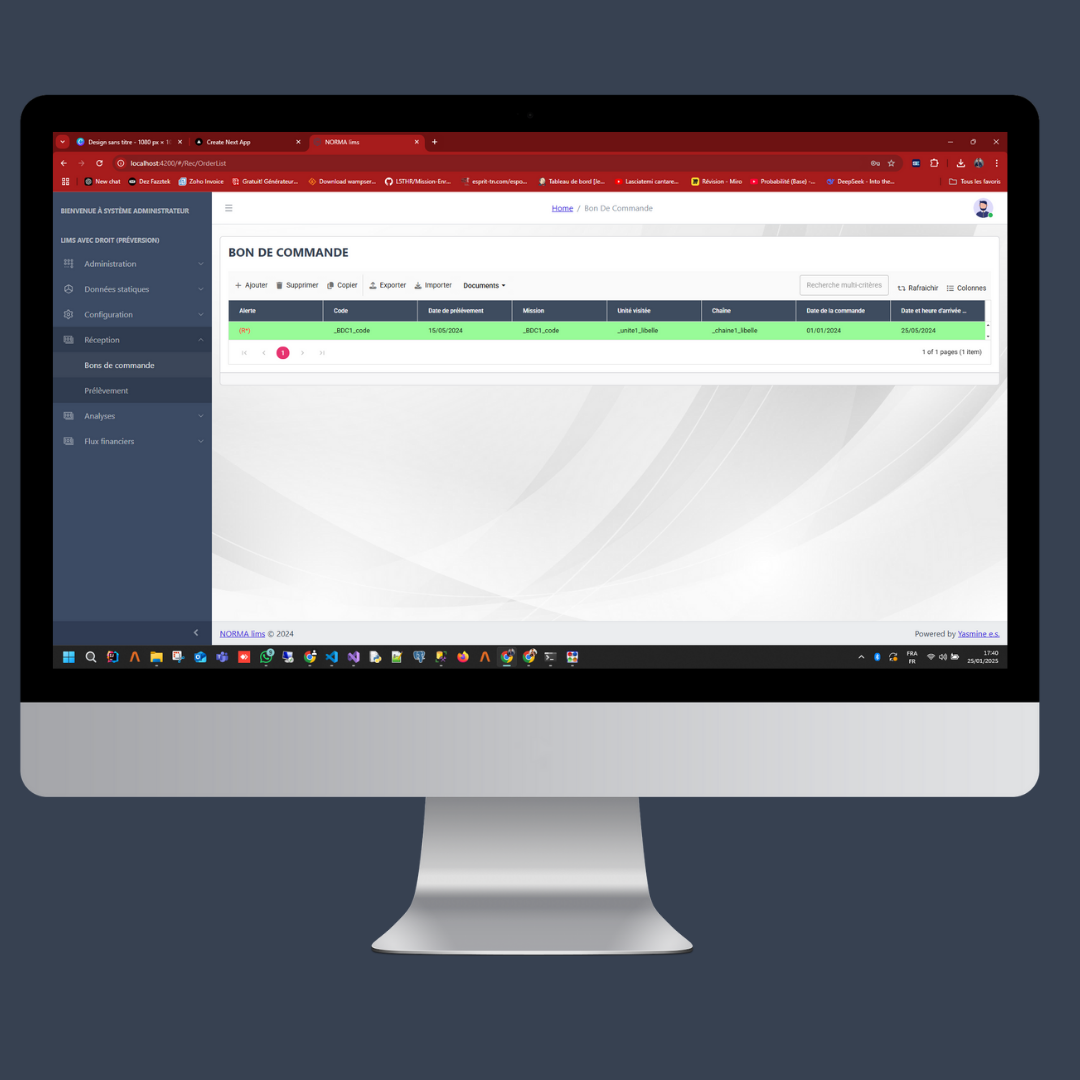 Design sans titre - 1080 px × 1 Create Next App NORMA lims
localhost:4200/#/Rec/OrderList
New chat Dez Fazztek Zoho Invoice Gratuit! Générateur... Download wampser... L5THR/Mission-Enr... esprit-tn.com/espo... Tableau de bord [Je... Lasciatemi cantare... Révision - Miro Probabilité (Base) -... DeepSeek - Into the... Tous les favoris
BIENVENUE À SYSTÈME ADMINISTRATEUR
Home / Bon De Commande
LIMS AVEC DROIT (PRÉVERSION)
Administration
Données statiques
Configuration
Réception
Bons de commande
Prélèvement
Analyses
Flux financiers
BON DE COMMANDE
Ajouter Supprimer Copier Exporter Importer Documents Recherche multi-critères Rafraichir Colonnes
Alerte Code Date de prélèvement Mission Unité visitée Chaîne Date de la commande Date et heure d'arrivée ...
(R*) _BDC1_code 15/05/2024 _BDC1_code _unite1_libelle _chaine1_libelle 01/01/2024 25/05/2024
1 1 of 1 pages (1 item)
NORMA lims © 2024 Powered by Yasmine e.s.
FRA
FR
17:40
25/01/2025